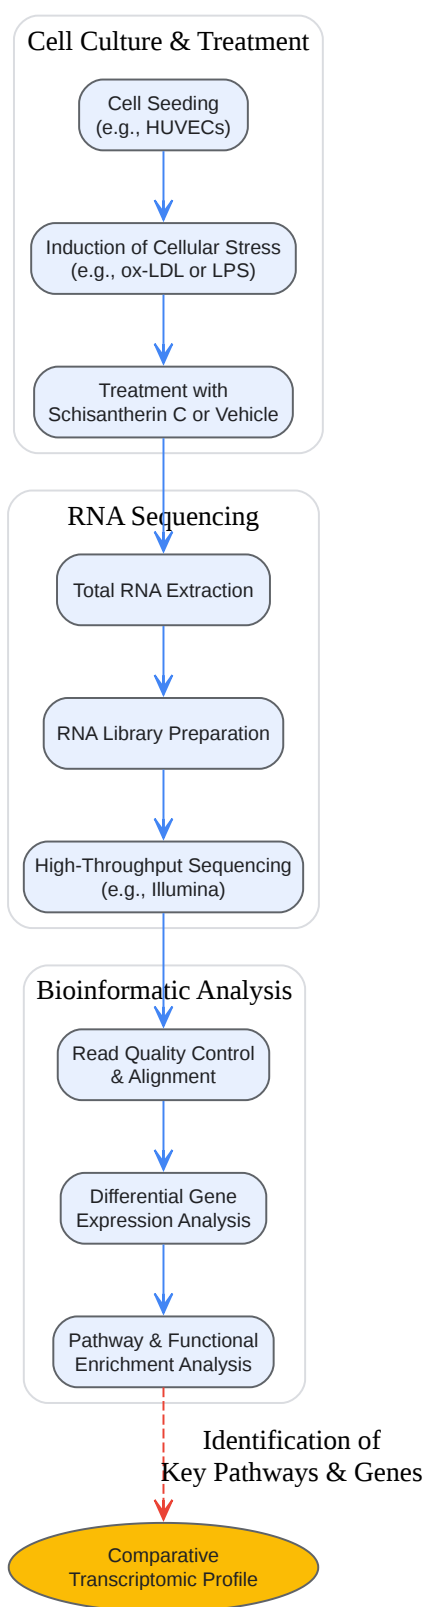 Cell Culture & Treatment
Cell Seeding
(e.g., HUVECs)
Induction of Cellular Stress
(e.g., ox-LDL or LPS)
Treatment with
Schisantherin C or Vehicle
RNA Sequencing
Total RNA Extraction
RNA Library Preparation
High-Throughput Sequencing
(e.g., Illumina)
Bioinformatic Analysis
Read Quality Control
& Alignment
Differential Gene
Expression Analysis
Pathway & Functional
Enrichment Analysis
Identification of
Key Pathways & Genes
Comparative
Transcriptomic Profile